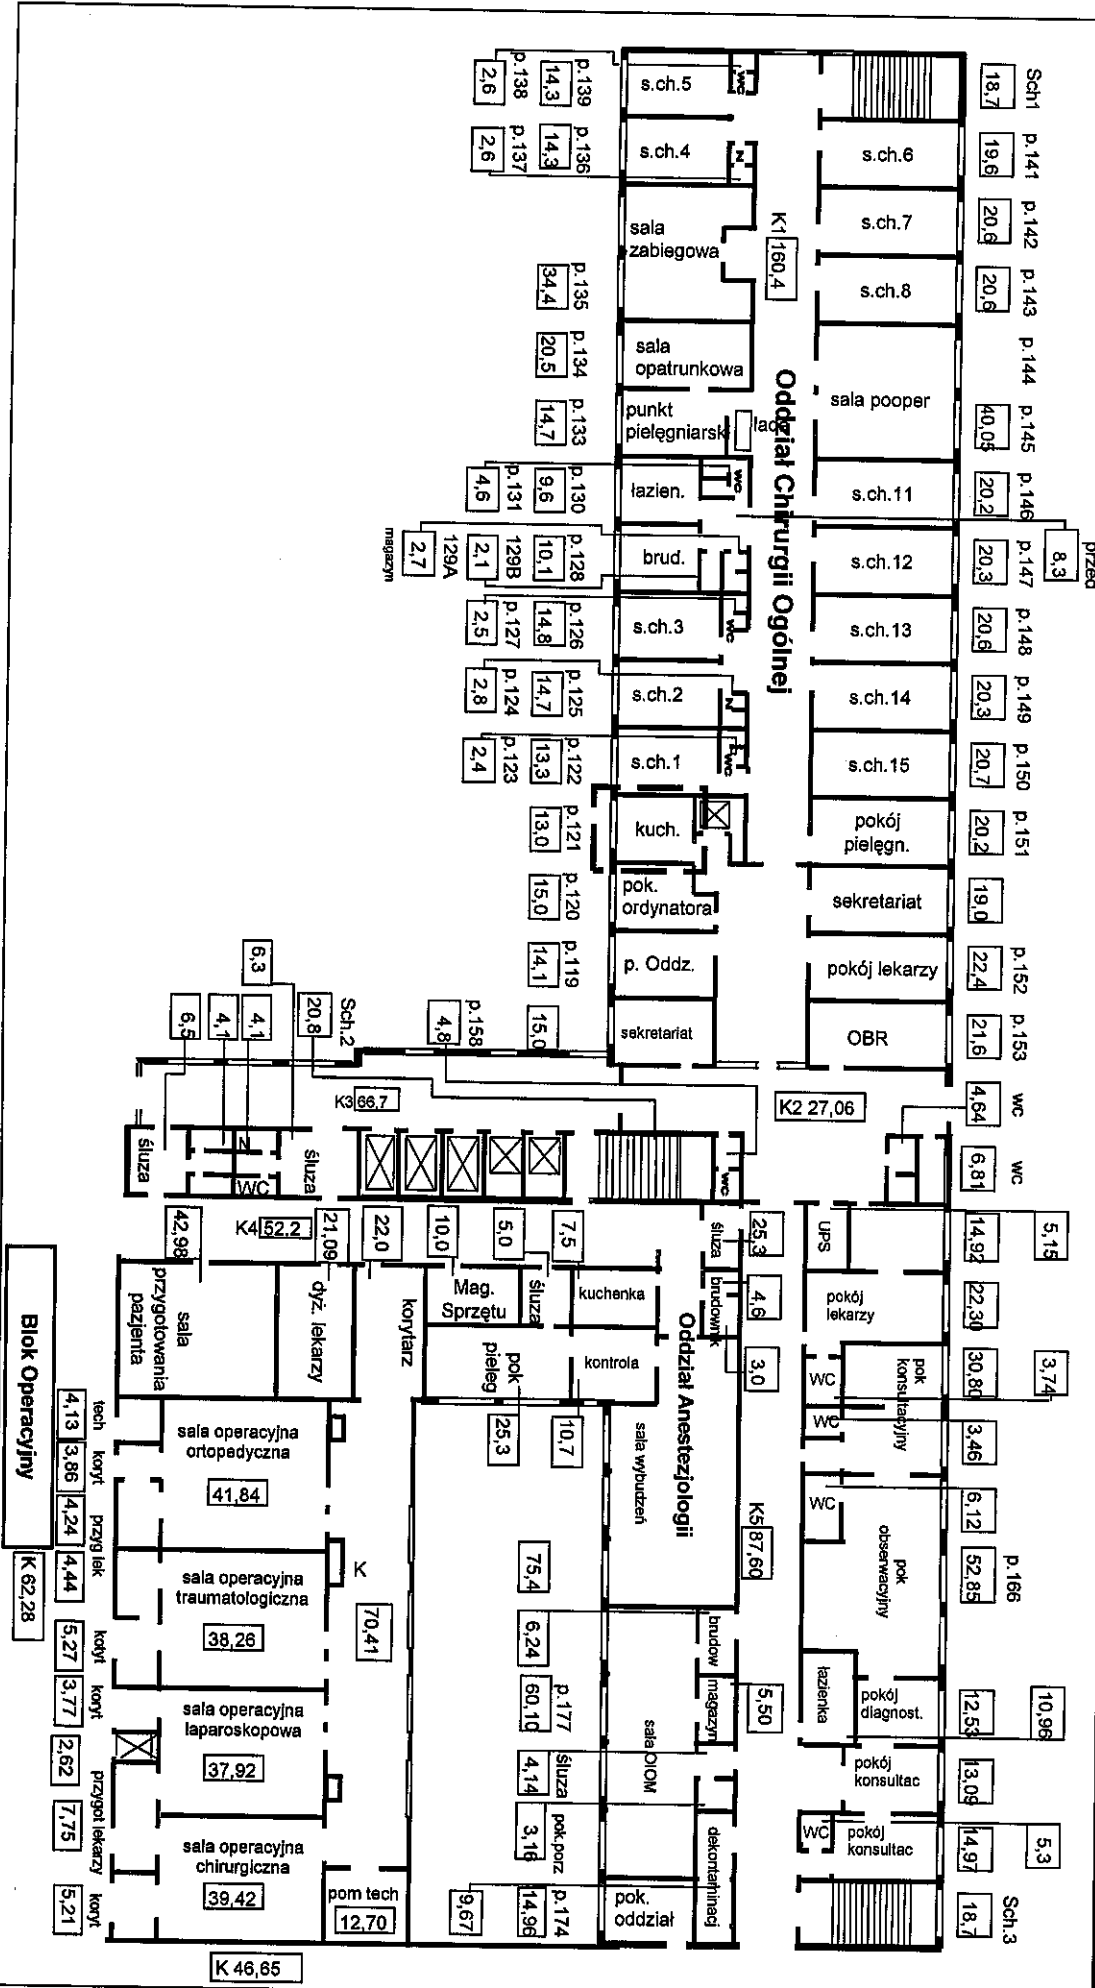 Sch1
18,7
p.141
19,6
p.142
20,6
p.143
20,6
p.144
p.145
40,05
p.146
20,2
przed
8,3
p.147
20,3
p.148
20,6
p.149
20,3
p.150
20,7
p.151
20,2
19,0
p.152
22,4
p.153
21,6
wc
4,64
wc
6,81
5,15
14,92
22,30
30,80
3,74
3,46
6,12
p.166
52,85
10,96
12,53
13,09
5,3
14,97
Sch.3
18,7
s.ch.6
s.ch.7
s.ch.8
sala pooper
s.ch.11
s.ch.12
s.ch.13
s.ch.14
s.ch.15
pokój
pielęgn.
sekretariat
pokój lekarzy
OBR
UPS
pokój
lekarzy
WC
pok
konsultacyjny
WC
WC
pok
obserwacyjny
łazienka
pokój
diagnost.
pokój
konsultac
WC
pokój
konsultac
K1 160,4
Oddział Chirurgii Ogólnej
K2 27,06
K5 87,60
Oddział Anestezjologii
s.ch.5
wc
s.ch.4
N
sala
zabiegowa
sala
opatrunkowa
punkt
pielęgniarsk
łazien.
wc
brud.
s.ch.3
wc
s.ch.2
N
s.ch.1
wc
kuch.
pok.
ordynatora
p. Oddz.
sekretariat
wc
p.139
14,3
p.138
2,6
p.136
14,3
p.137
2,6
p.135
34,4
p.134
20,5
p.133
14,7
p.130
9,6
p.131
4,6
p.128
10,1
129B
2,1
129A
2,7
magazyn
p.126
14,8
p.127
2,5
p.125
14,7
p.124
2,8
p.122
13,3
p.123
2,4
p.121
13,0
p.120
15,0
p.119
14,1
15,0
p.158
4,8
Sch.2
20,8
6,3
4,1
4,1
6,5
K3 66,7
śluza
N
WC
śluza
42,98
K4 52,2
21,09
22,0
10,0
5,0
7,5
25,3
4,6
3,0
śluza
brudownik
sala
przygotowania
pazjenta
dyż. lekarzy
korytarz
Mag.
Sprzętu
śluza
kuchenka
pok
pieleg
kontrola
25,3
10,7
sala wybudzeń
75,4
6,24
brudow
magazyn
5,50
p.177
60,10
sala OIOM
śluza
4,14
pok.porz
3,16
p.174
14,96
9,67
dekontaminacj
pok.
oddział
sala operacyjna
ortopedyczna
41,84
sala operacyjna
traumatologiczna
38,26
sala operacyjna
laparoskopowa
37,92
sala operacyjna
chirurgiczna
39,42
K
70,41
pom tech
12,70
tech
4,13
koryt
3,86
przyg lek
4,24
4,44
kotyt
5,27
koryt
3,77
2,62
przygot lekarzy
7,75
koryt
5,21
Blok Operacyjny
K 62,28
K 46,65